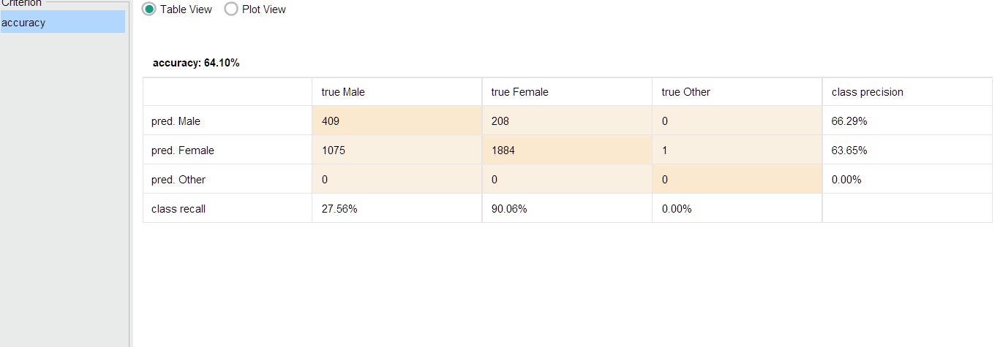 Criterion
accuracy
Table View Plot View
accuracy: 64.10%
true Male true Female true Other class precision
pred. Male 409 208 0 66.29%
pred. Female 1075 1884 1 63.65%
pred. Other 0 0 0 0.00%
class recall 27.56% 90.06% 0.00%